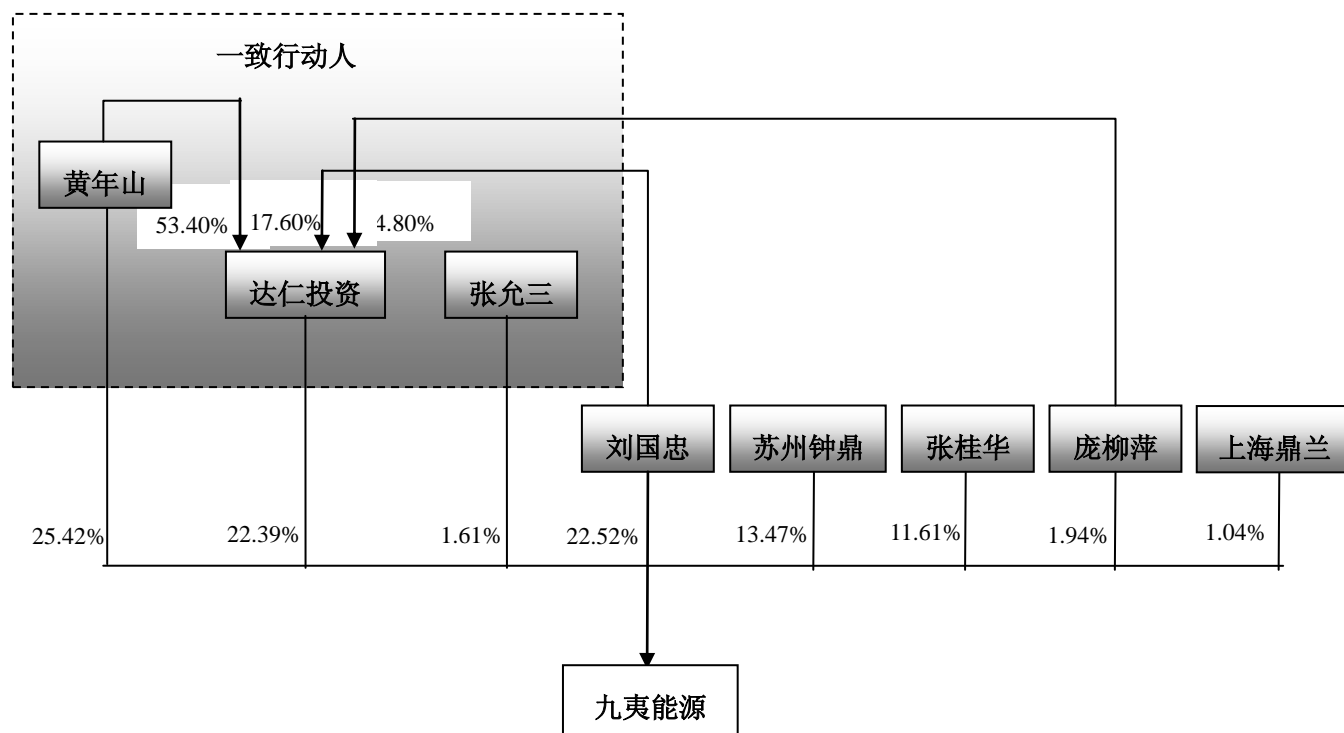 一致行动人
黄年山
53.40%
17.60%
4.80%
达仁投资
张允三
刘国忠
苏州钟鼎
张桂华
庞柳萍
上海鼎兰
25.42%
22.39%
1.61%
22.52%
13.47%
11.61%
1.94%
1.04%
九夷能源